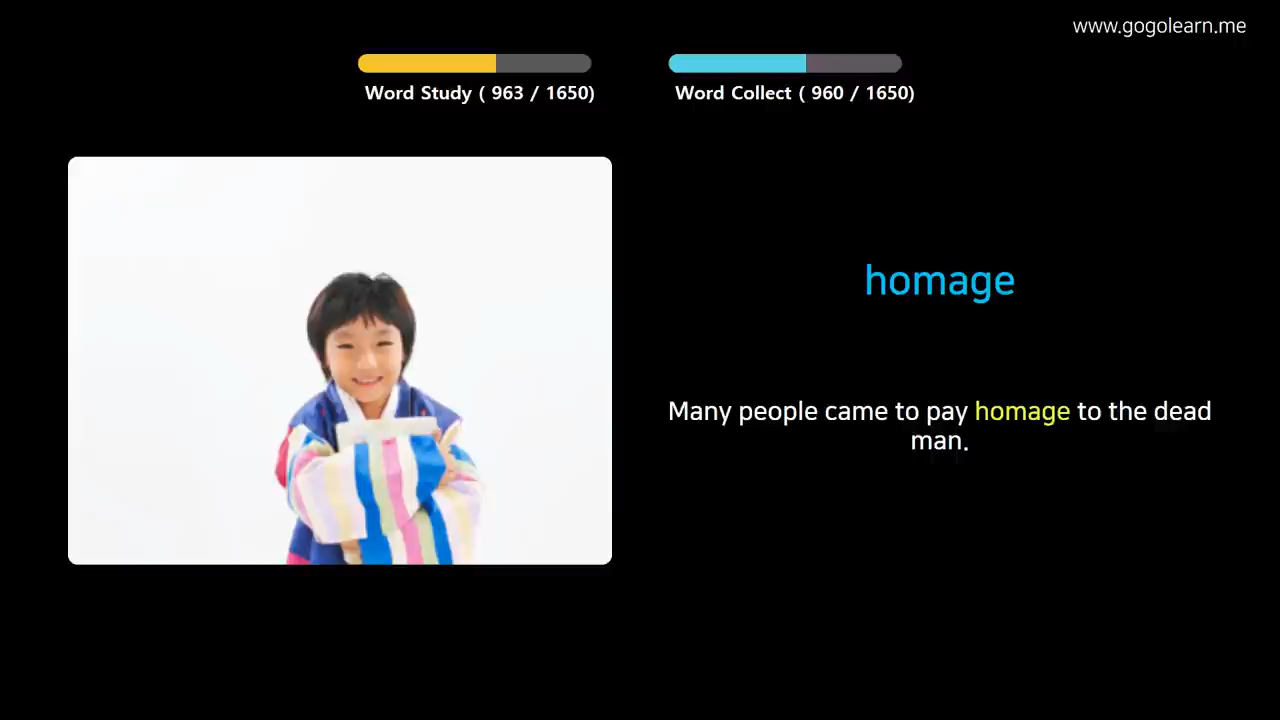 www.gogolearn.me
Word Study ( 963 / 1650)
Word Collect ( 960 / 1650)
homage
Many people came to pay homage to the dead
man.